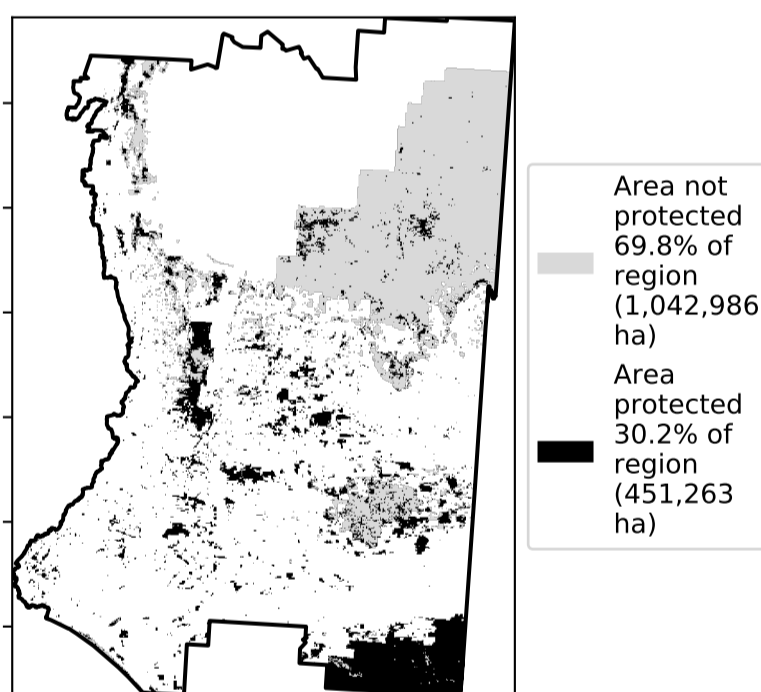 Area not
protected
69.8% of
region
(1,042,986
ha)
Area
protected
30.2% of
region
(451,263
ha)